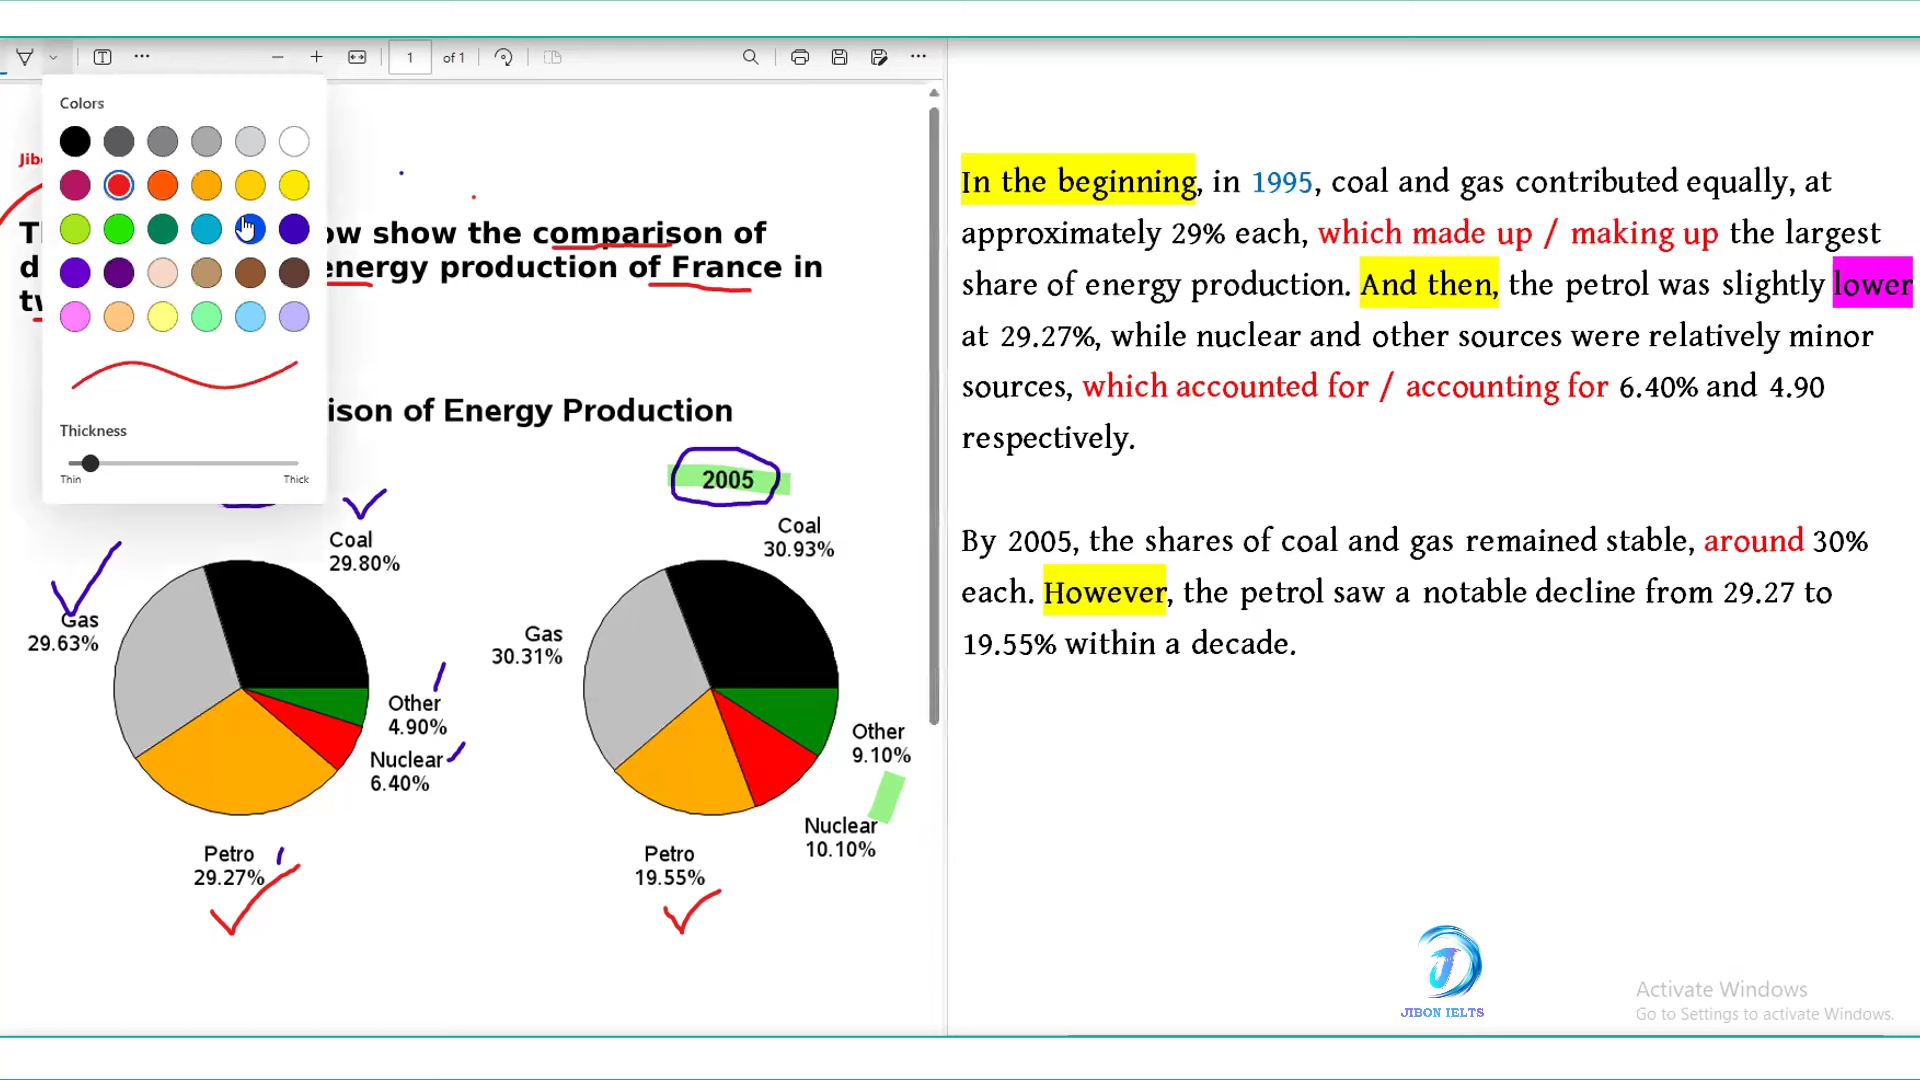 1 of 1
Colors
Jib
ow show the comparison of
energy production of France in
Thickness
Thin Thick
ison of Energy Production
2005
Coal
29.80%
Gas
29.63%
Other
4.90%
Nuclear
6.40%
Petro
29.27%
Coal
30.93%
Gas
30.31%
Other
9.10%
Nuclear
10.10%
Petro
19.55%
In the beginning, in 1995, coal and gas contributed equally, at
approximately 29% each, which made up / making up the largest
share of energy production. And then, the petrol was slightly lower
at 29.27%, while nuclear and other sources were relatively minor
sources, which accounted for / accounting for 6.40% and 4.90
respectively.
By 2005, the shares of coal and gas remained stable, around 30%
each. However, the petrol saw a notable decline from 29.27 to
19.55% within a decade.
JIBON IELTS
Activate Windows
Go to Settings to activate Windows.